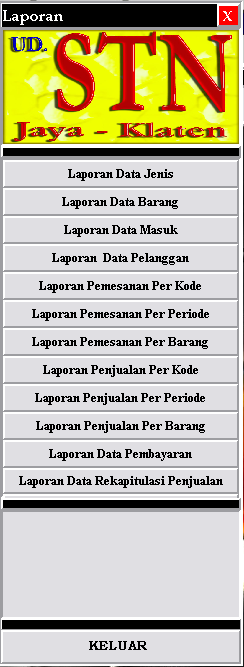 Laporan X
UD. STN
Jaya - Klaten
Laporan Data Jenis
Laporan Data Barang
Laporan Data Masuk
Laporan Data Pelanggan
Laporan Pemesanan Per Kode
Laporan Pemesanan Per Periode
Laporan Pemesanan Per Barang
Laporan Penjualan Per Kode
Laporan Penjualan Per Periode
Laporan Penjualan Per Barang
Laporan Data Pembayaran
Laporan Data Rekapitulasi Penjualan
KELUAR